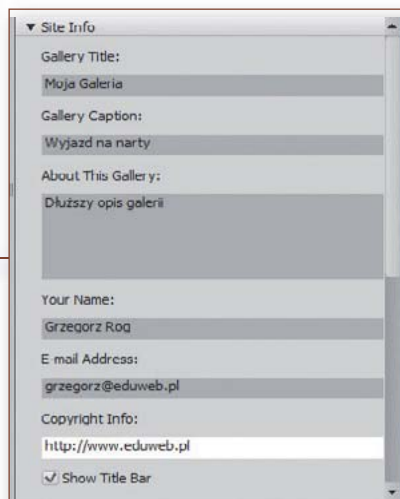 Site Info
Gallery Title:
Moja Galeria
Gallery Caption:
Wyjazd na narty
About This Gallery:
Dłuższy opis galerii
Your Name:
Grzegorz Rog
E-mail Address:
grzegorz@eduweb.pl
Copyright Info:
http://www.eduweb.pl
Show Title Bar